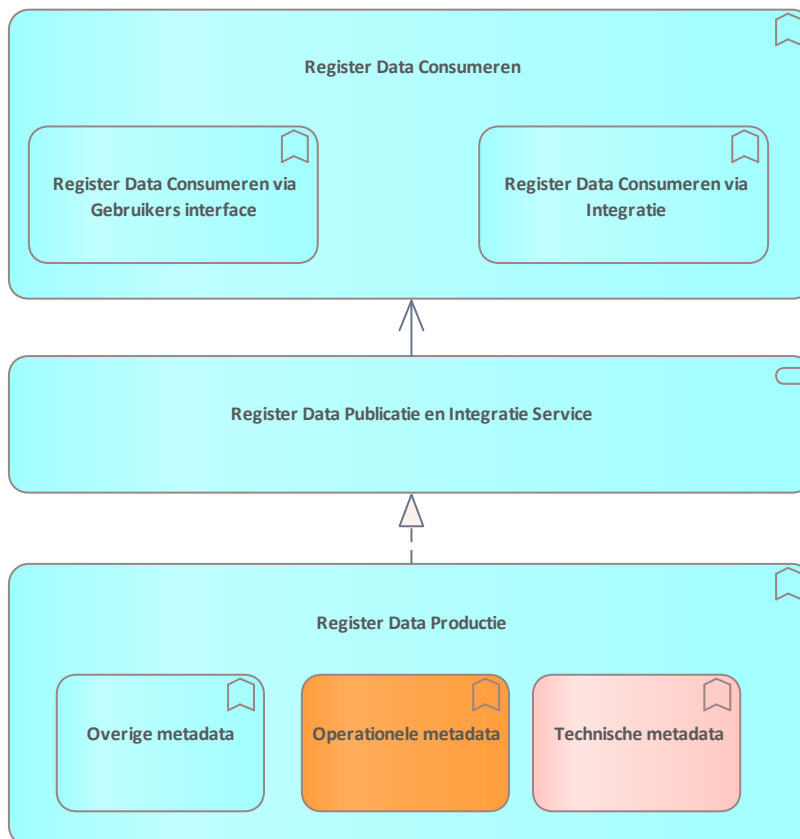 Register Data Consumeren
Register Data Consumeren via
Gebruikers interface
Register Data Consumeren via
Integratie
Register Data Publicatie en Integratie Service
Register Data Productie
Overige metadata
Operationele metadata
Technische metadata